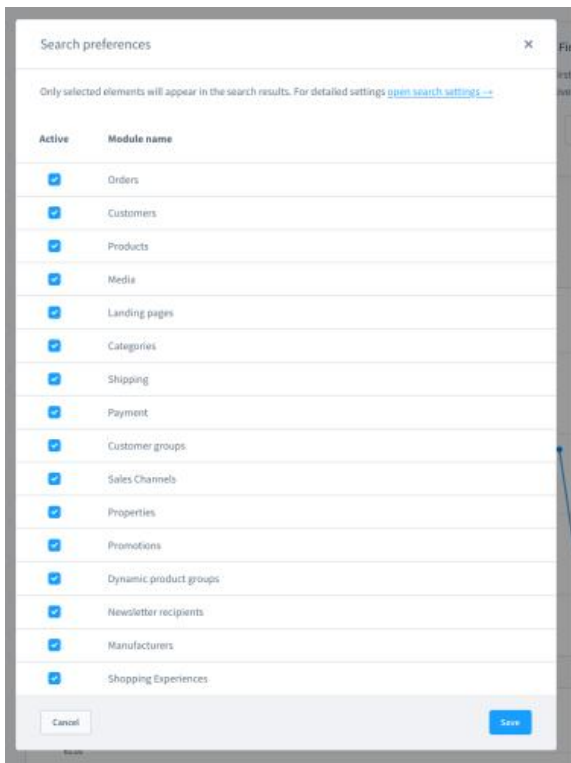 Search preferences
Only selected elements will appear in the search results. For detailed settings open search settings →
Active Module name
Orders
Customers
Products
Media
Landing pages
Categories
Shipping
Payment
Customer groups
Sales Channels
Properties
Promotions
Dynamic product groups
Newsletter recipients
Manufacturers
Shopping Experiences
Cancel Save